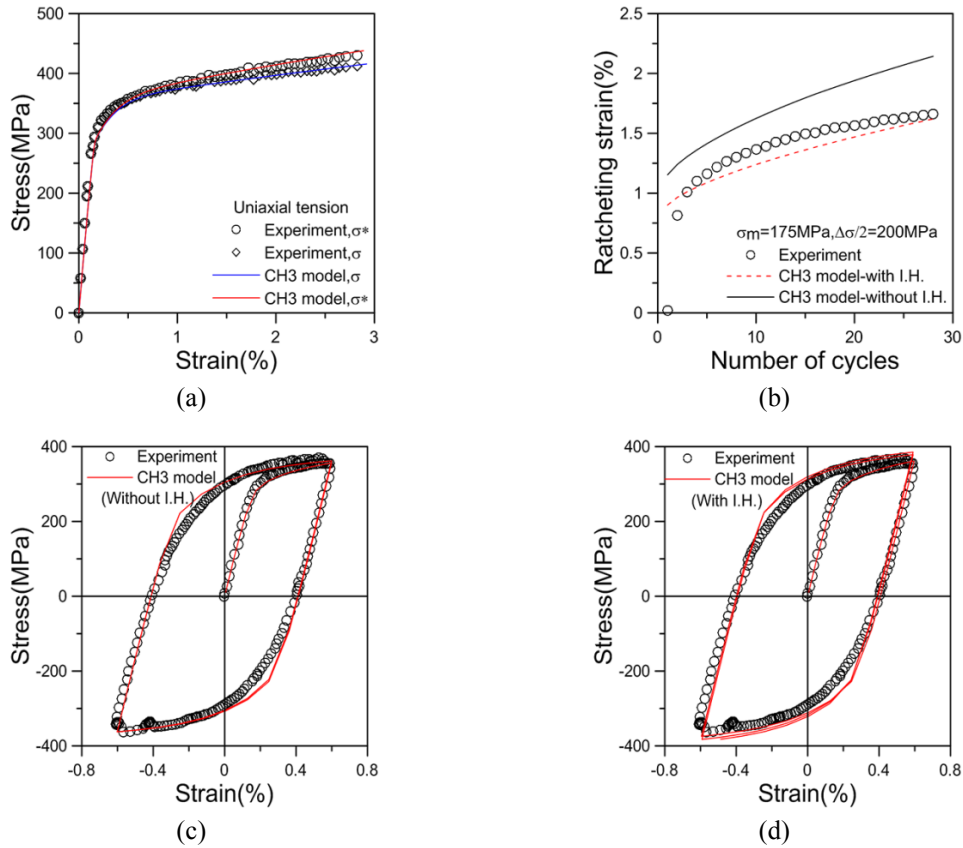 500
400
300
200
100
0
Stress(MPa)
Uniaxial tension
Experiment,σ*
Experiment,σ
CH3 model,σ
CH3 model,σ*
0 1 2 3
Strain(%)
(a)
2.5
2
1.5
1
0.5
0
Ratcheting strain(%)
σm=175MPa,Δσ/2=200MPa
Experiment
CH3 model-with I.H.
CH3 model-without I.H.
0 10 20 30
Number of cycles
(b)
400
200
0
-200
-400
Stress(MPa)
Experiment
CH3 model
(Without I.H.)
-0.8 -0.4 0 0.4 0.8
Strain(%)
(c)
400
200
0
-200
-400
Stress(MPa)
Experiment
CH3 model
(With I.H.)
-0.8 -0.4 0 0.4 0.8
Strain(%)
(d)